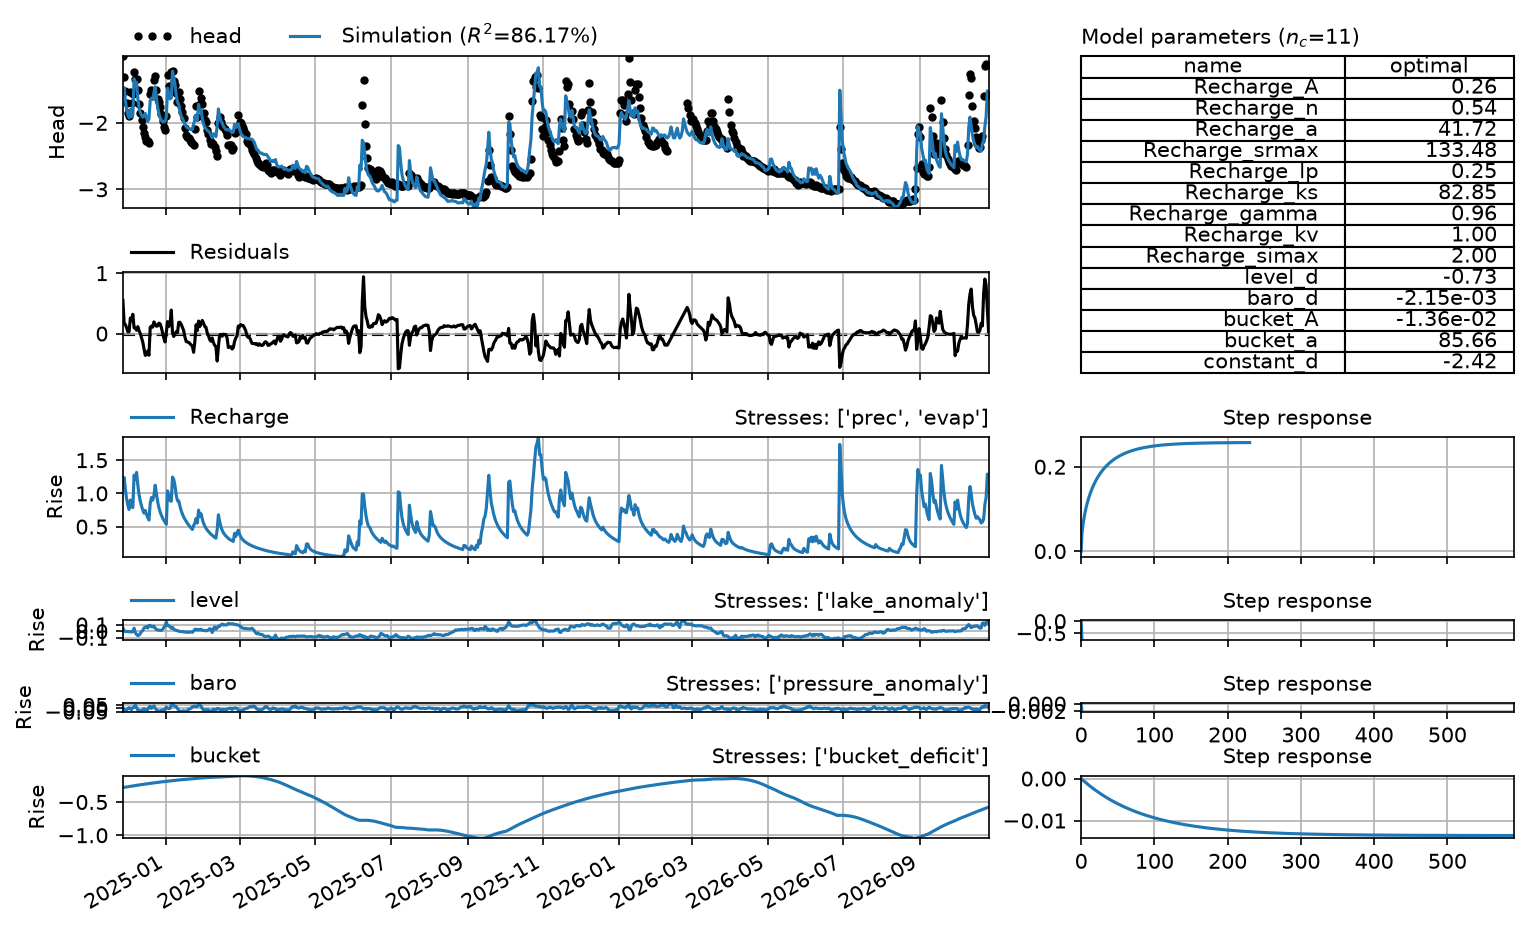 head Simulation (R²=86.17%)
Model parameters (n_c=11)
Head
−2
−3
name optimal
Recharge_A 0.26
Recharge_n 0.54
Recharge_a 41.72
Recharge_srmax 133.48
Recharge_lp 0.25
Recharge_ks 82.85
Recharge_gamma 0.96
Recharge_kv 1.00
Recharge_simax 2.00
level_d -0.73
baro_d -2.15e-03
bucket_A -1.36e-02
bucket_a 85.66
constant_d -2.42
Residuals
1
0
Recharge Stresses: ['prec', 'evap']
Rise
1.5
1.0
0.5
Step response
0.2
0.0
level Stresses: ['lake_anomaly']
Rise
0.1
0.0
−0.1
Step response
0.0
−0.5
baro Stresses: ['pressure_anomaly']
Rise
0.05
−0.05
Step response
0.000
−0.002
0 100 200 300 400 500
bucket Stresses: ['bucket_deficit']
Rise
−0.5
−1.0
2025-01 2025-03 2025-05 2025-07 2025-09 2025-11 2026-01 2026-03 2026-05 2026-07 2026-09
Step response
0.00
−0.01
0 100 200 300 400 500